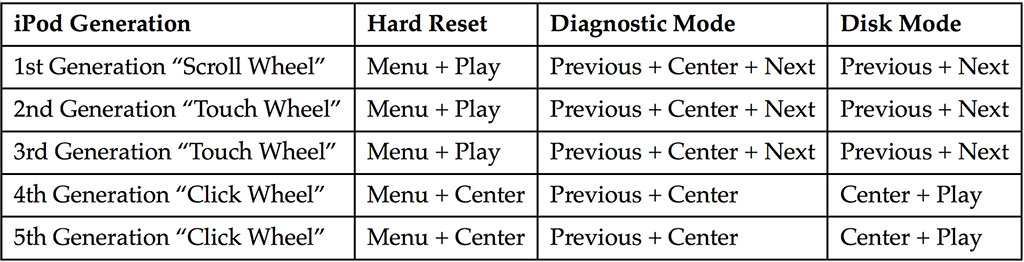 iPod Generation Hard Reset Diagnostic Mode Disk Mode
1st Generation “Scroll Wheel” Menu + Play Previous + Center + Next Previous + Next
2nd Generation “Touch Wheel” Menu + Play Previous + Center + Next Previous + Next
3rd Generation “Touch Wheel” Menu + Play Previous + Center + Next Previous + Next
4th Generation “Click Wheel” Menu + Center Previous + Center Center + Play
5th Generation “Click Wheel” Menu + Center Previous + Center Center + Play